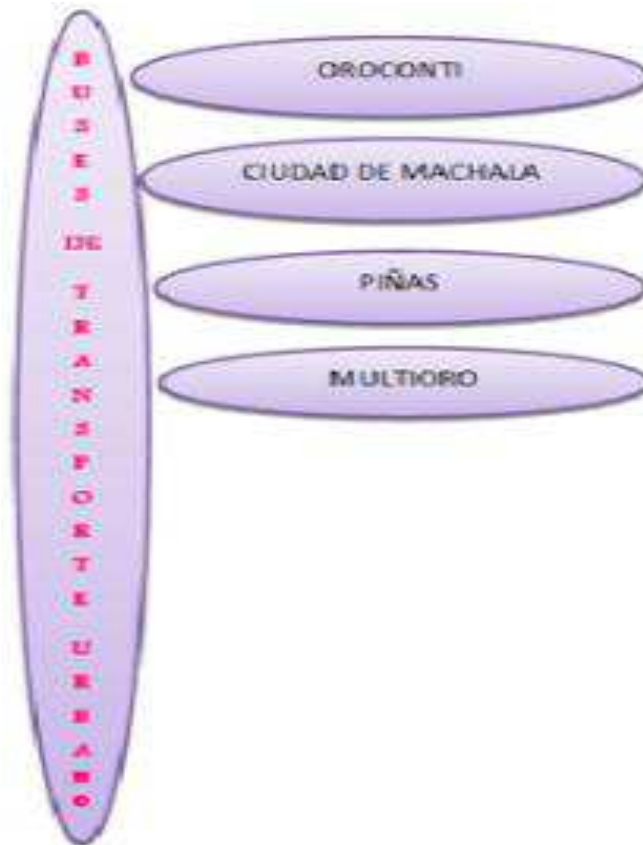 BUSES DE TRANSPORTE URBANO
OROCONTI
CIUDAD DE MACHALA
PIÑAS
MULTIORO